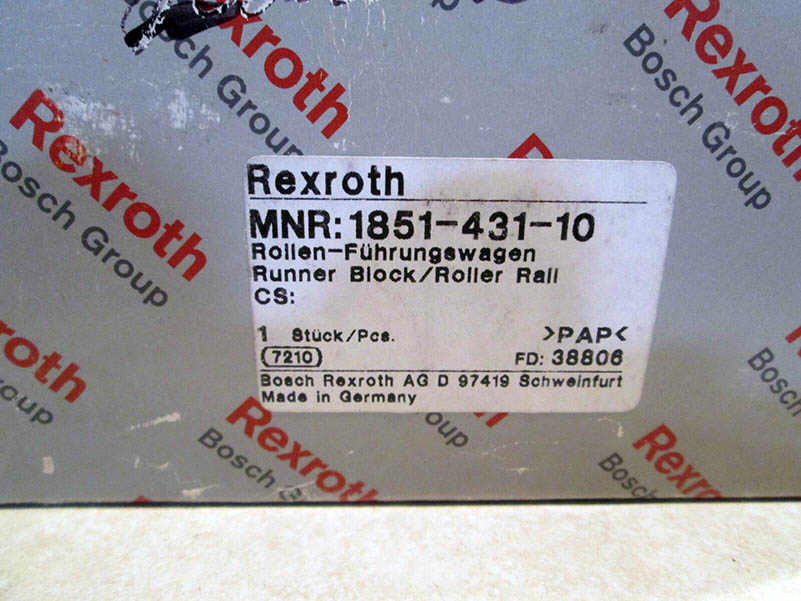 Rexroth
Bosch Group
Rexroth
Bosch Group
Rexroth
Bosch Group
Rexroth
MNR: 1851-431-10
Rollen-Führungswagen
Runner Block/Roller Rail
CS:
1 Stück/Pcs. >PAP<
7210 FD: 38806
Bosch Rexroth AG D 97419 Schweinfurt
Made in Germany
Rexroth
Bosch Group
Rexroth
Bosch Group